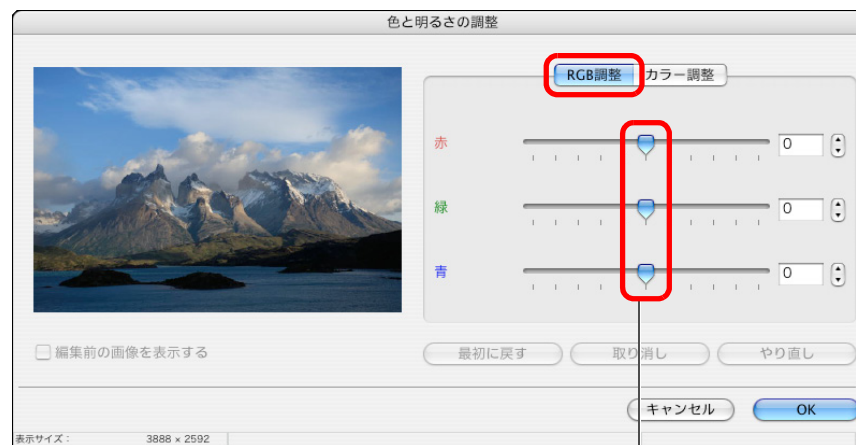 色と明るさの調整
RGB調整 カラー調整
赤 0
緑 0
青 0
編集前の画像を表示する
最初に戻す 取り消し やり直し
キャンセル OK
表示サイズ： 3888 × 2592